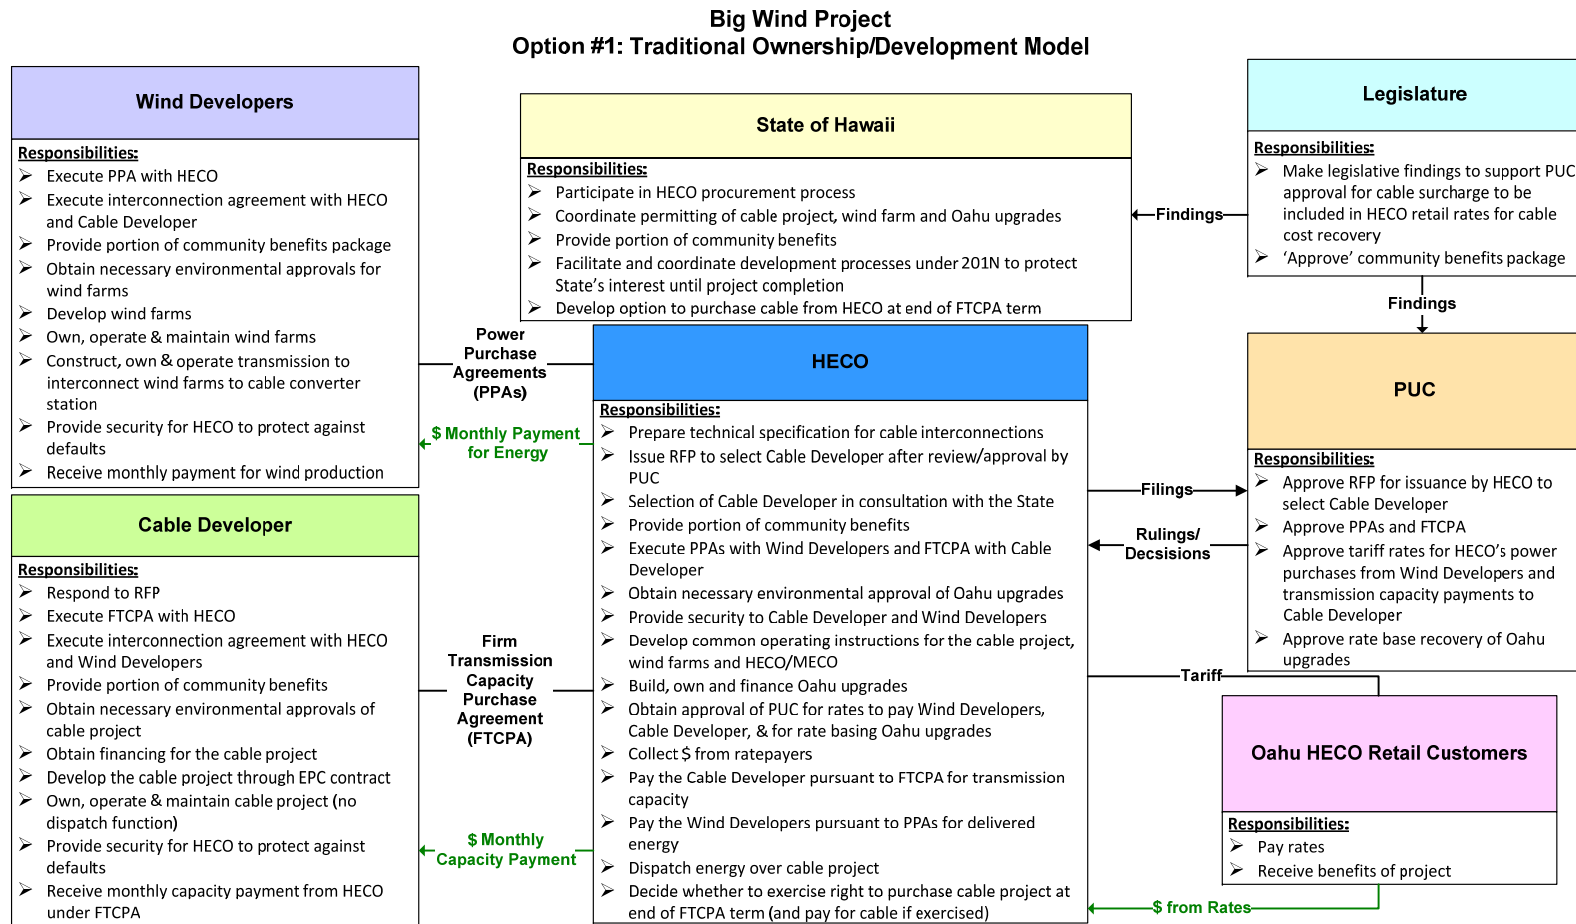 Big Wind Project
Option #1: Traditional Ownership/Development Model
Wind Developers
Responsibilities:
➢ Execute PPA with HECO
➢ Execute interconnection agreement with HECO
and Cable Developer
➢ Provide portion of community benefits package
➢ Obtain necessary environmental approvals for
wind farms
➢ Develop wind farms
➢ Own, operate & maintain wind farms
➢ Construct, own & operate transmission to
interconnect wind farms to cable converter
station
➢ Provide security for HECO to protect against
defaults
➢ Receive monthly payment for wind production
Cable Developer
Responsibilities:
➢ Respond to RFP
➢ Execute FTCPA with HECO
➢ Execute interconnection agreement with HECO
and Wind Developers
➢ Provide portion of community benefits
➢ Obtain necessary environmental approvals of
cable project
➢ Obtain financing for the cable project
➢ Develop the cable project through EPC contract
➢ Own, operate & maintain cable project (no
dispatch function)
➢ Provide security for HECO to protect against
defaults
➢ Receive monthly capacity payment from HECO
under FTCPA
Power
Purchase
Agreements
(PPAs)
$ Monthly Payment
for Energy
Firm
Transmission
Capacity
Purchase
Agreement
(FTCPA)
$ Monthly
Capacity Payment
State of Hawaii
Responsibilities:
➢ Participate in HECO procurement process
➢ Coordinate permitting of cable project, wind farm and Oahu upgrades
➢ Provide portion of community benefits
➢ Facilitate and coordinate development processes under 201N to protect
State's interest until project completion
➢ Develop option to purchase cable from HECO at end of FTCPA term
HECO
Responsibilities:
➢ Prepare technical specification for cable interconnections
➢ Issue RFP to select Cable Developer after review/approval by
PUC
➢ Selection of Cable Developer in consultation with the State
➢ Provide portion of community benefits
➢ Execute PPAs with Wind Developers and FTCPA with Cable
Developer
➢ Obtain necessary environmental approval of Oahu upgrades
➢ Provide security to Cable Developer and Wind Developers
➢ Develop common operating instructions for the cable project,
wind farms and HECO/MECO
➢ Build, own and finance Oahu upgrades
➢ Obtain approval of PUC for rates to pay Wind Developers,
Cable Developer, & for rate basing Oahu upgrades
➢ Collect $ from ratepayers
➢ Pay the Cable Developer pursuant to FTCPA for transmission
capacity
➢ Pay the Wind Developers pursuant to PPAs for delivered
energy
➢ Dispatch energy over cable project
➢ Decide whether to exercise right to purchase cable project at
end of FTCPA term (and pay for cable if exercised)
Findings
Legislature
Responsibilities:
➢ Make legislative findings to support PUC
approval for cable surcharge to be
included in HECO retail rates for cable
cost recovery
➢ ‘Approve’ community benefits package
Findings
PUC
Responsibilities:
➢ Approve RFP for issuance by HECO to
select Cable Developer
➢ Approve PPAs and FTCPA
➢ Approve tariff rates for HECO’s power
purchases from Wind Developers and
transmission capacity payments to
Cable Developer
➢ Approve rate base recovery of Oahu
upgrades
Filings
Rulings/
Decsisions
Tariff
Oahu HECO Retail Customers
Responsibilities:
➢ Pay rates
➢ Receive benefits of project
$ from Rates